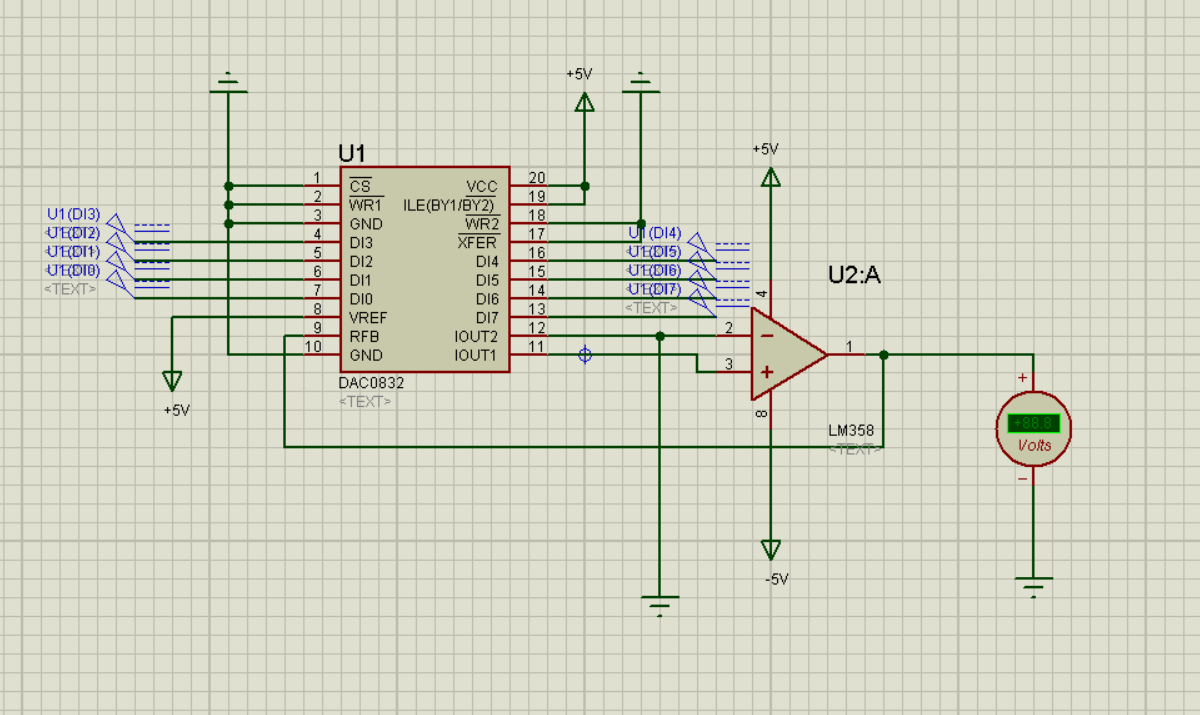 +5V
U1
+5V
1 CS VCC 20
2 WR1 ILE(BY1/BY2) 19
3 GND WR2 18
4 DI3 XFER 17
5 DI2 DI4 16
6 DI1 DI5 15
7 DI0 DI6 14
8 VREF DI7 13
9 RFB IOUT2 12
10 GND IOUT1 11
DAC0832
<TEXT>
U1(DI3)
U1(DI2)
U1(DI1)
U1(DI0)
<TEXT>
+5V
U1(DI4)
U1(DI5)
U1(DI6)
U1(DI7)
<TEXT>
U2:A
4
2 −
3 +
1
8
LM358
<TEXT>
-5V
+
+88.8
Volts
−